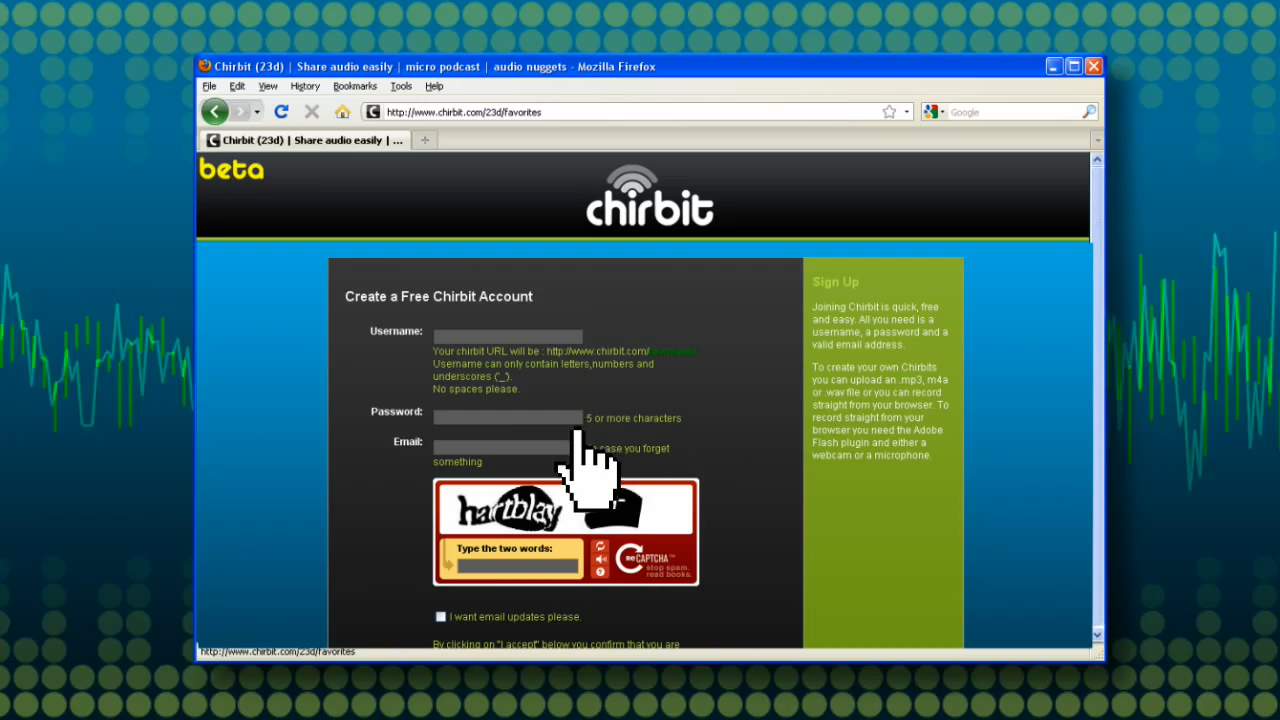 Chirbit (23d) | Share audio easily | micro podcast | audio nuggets - Mozilla Firefox
File Edit View History Bookmarks Tools Help
http://www.chirbit.com/23d/favorites
Google
Chirbit (23d) | Share audio easily | ...
beta
chirbit
Create a Free Chirbit Account
Username:
Your chirbit URL will be : http://www.chirbit.com/
Username can only contain letters,numbers and
underscores ('_').
No spaces please.
Password:
5 or more characters
Email:
case you forget
something
hartblay
Type the two words:
reCAPTCHA™
stop spam.
read books.
I want email updates please.
By clicking on "I accept" below you confirm that you are
Sign Up
Joining Chirbit is quick, free
and easy. All you need is a
username, a password and a
valid email address.
To create your own Chirbits
you can upload an .mp3, m4a
or .wav file or you can record
straight from your browser. To
record straight from your
browser you need the Adobe
Flash plugin and either a
webcam or a microphone.
http://www.chirbit.com/23d/favorites